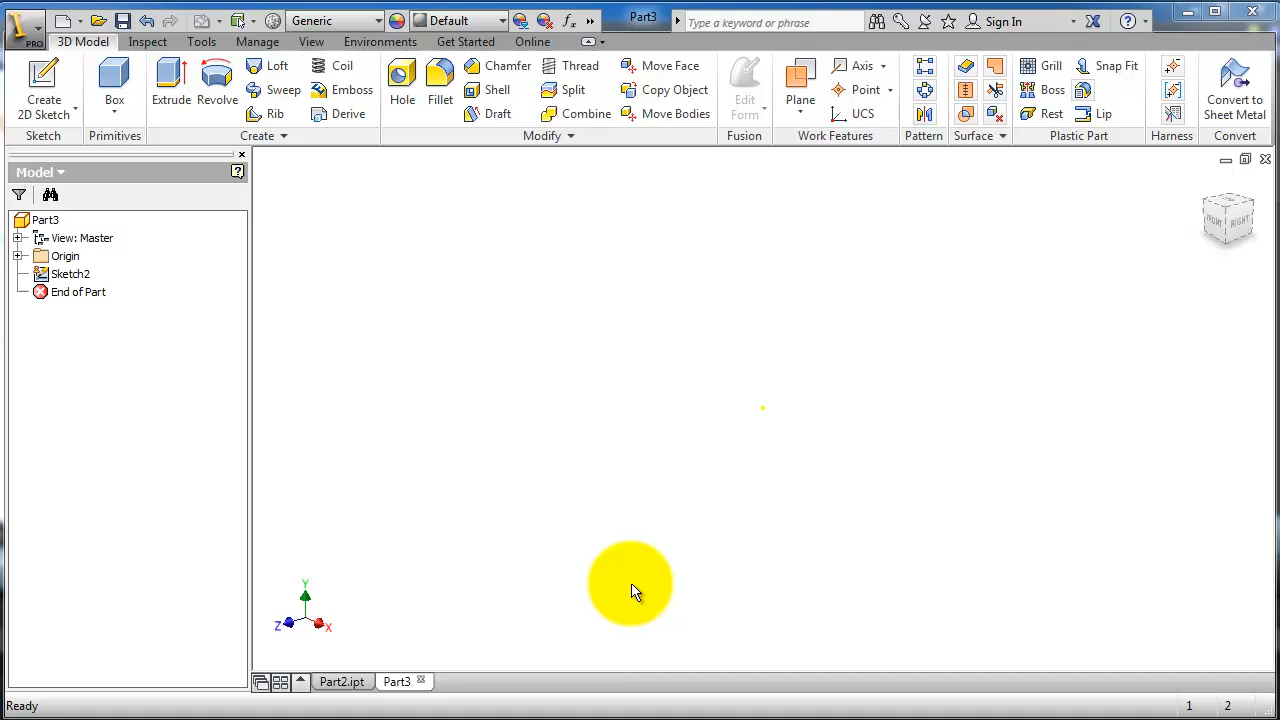 PRO
Generic
Default
Part3
Type a keyword or phrase
Sign In
3D Model
Inspect
Tools
Manage
View
Environments
Get Started
Online
Create
2D Sketch
Box
Extrude
Revolve
Loft
Sweep
Rib
Coil
Emboss
Derive
Hole
Fillet
Chamfer
Shell
Draft
Thread
Split
Combine
Move Face
Copy Object
Move Bodies
Edit
Form
Plane
Axis
Point
UCS
Grill
Boss
Rest
Snap Fit
Lip
Convert to
Sheet Metal
Sketch
Primitives
Create
Modify
Fusion
Work Features
Pattern
Surface
Plastic Part
Harness
Convert
Model
Part3
View: Master
Origin
Sketch2
End of Part
FRONT
RIGHT
Y
Z
X
Part2.ipt
Part3
Ready
1
2